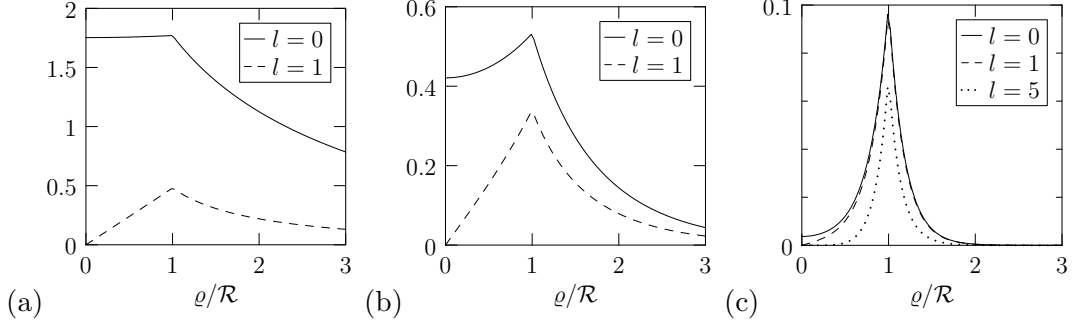 2
1.5
1
0.5
0
0 1 2 3
ϱ/ℛ
l = 0
l = 1
(a)
0.6
0.4
0.2
0
0 1 2 3
ϱ/ℛ
l = 0
l = 1
(b)
0.1
0
0 1 2 3
ϱ/ℛ
l = 0
l = 1
l = 5
(c)